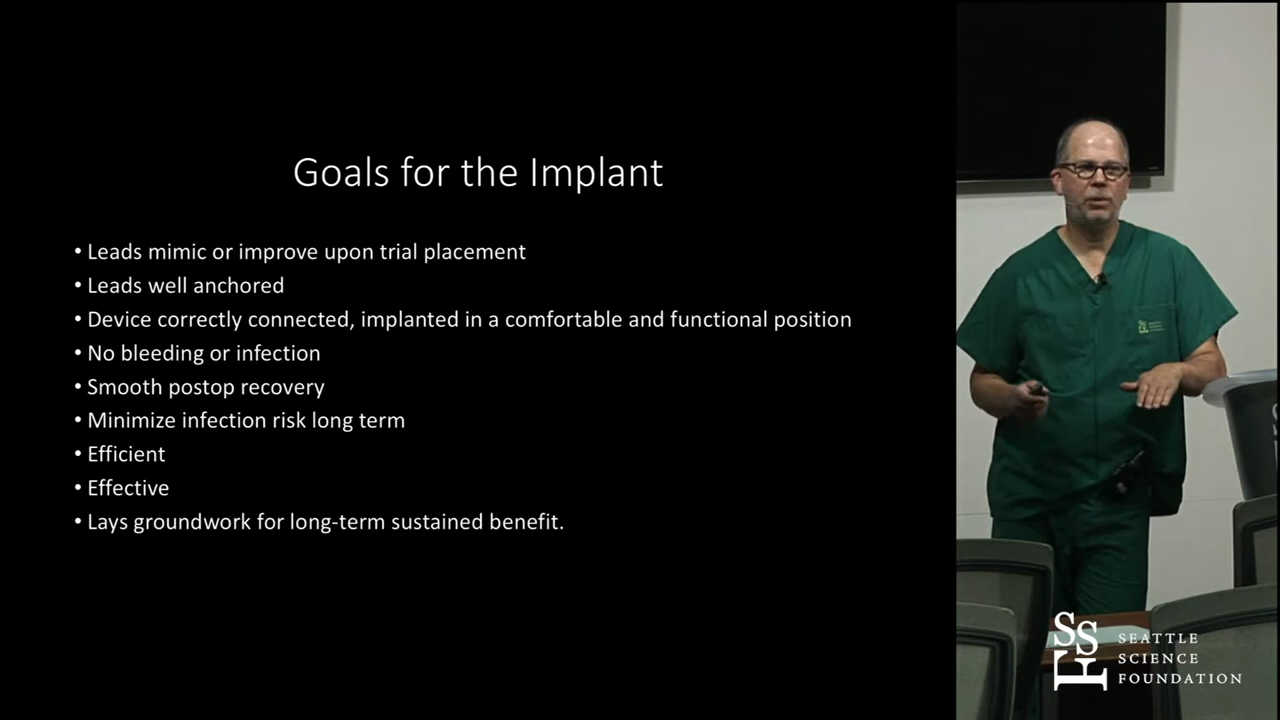 Goals for the Implant
• Leads mimic or improve upon trial placement
• Leads well anchored
• Device correctly connected, implanted in a comfortable and functional position
• No bleeding or infection
• Smooth postop recovery
• Minimize infection risk long term
• Efficient
• Effective
• Lays groundwork for long-term sustained benefit.
SSF
SEATTLE
SCIENCE
FOUNDATION